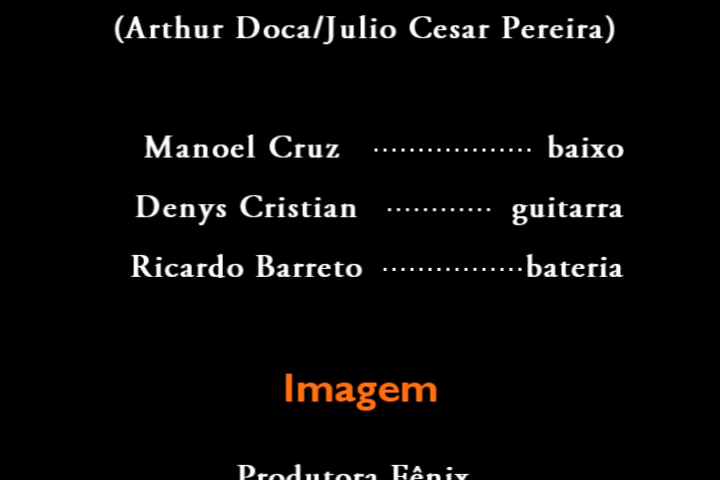 (Arthur Doca/Julio Cesar Pereira)
Manoel Cruz .................. baixo
Denys Cristian ............ guitarra
Ricardo Barreto ................bateria
Imagem
Produtora Fênix